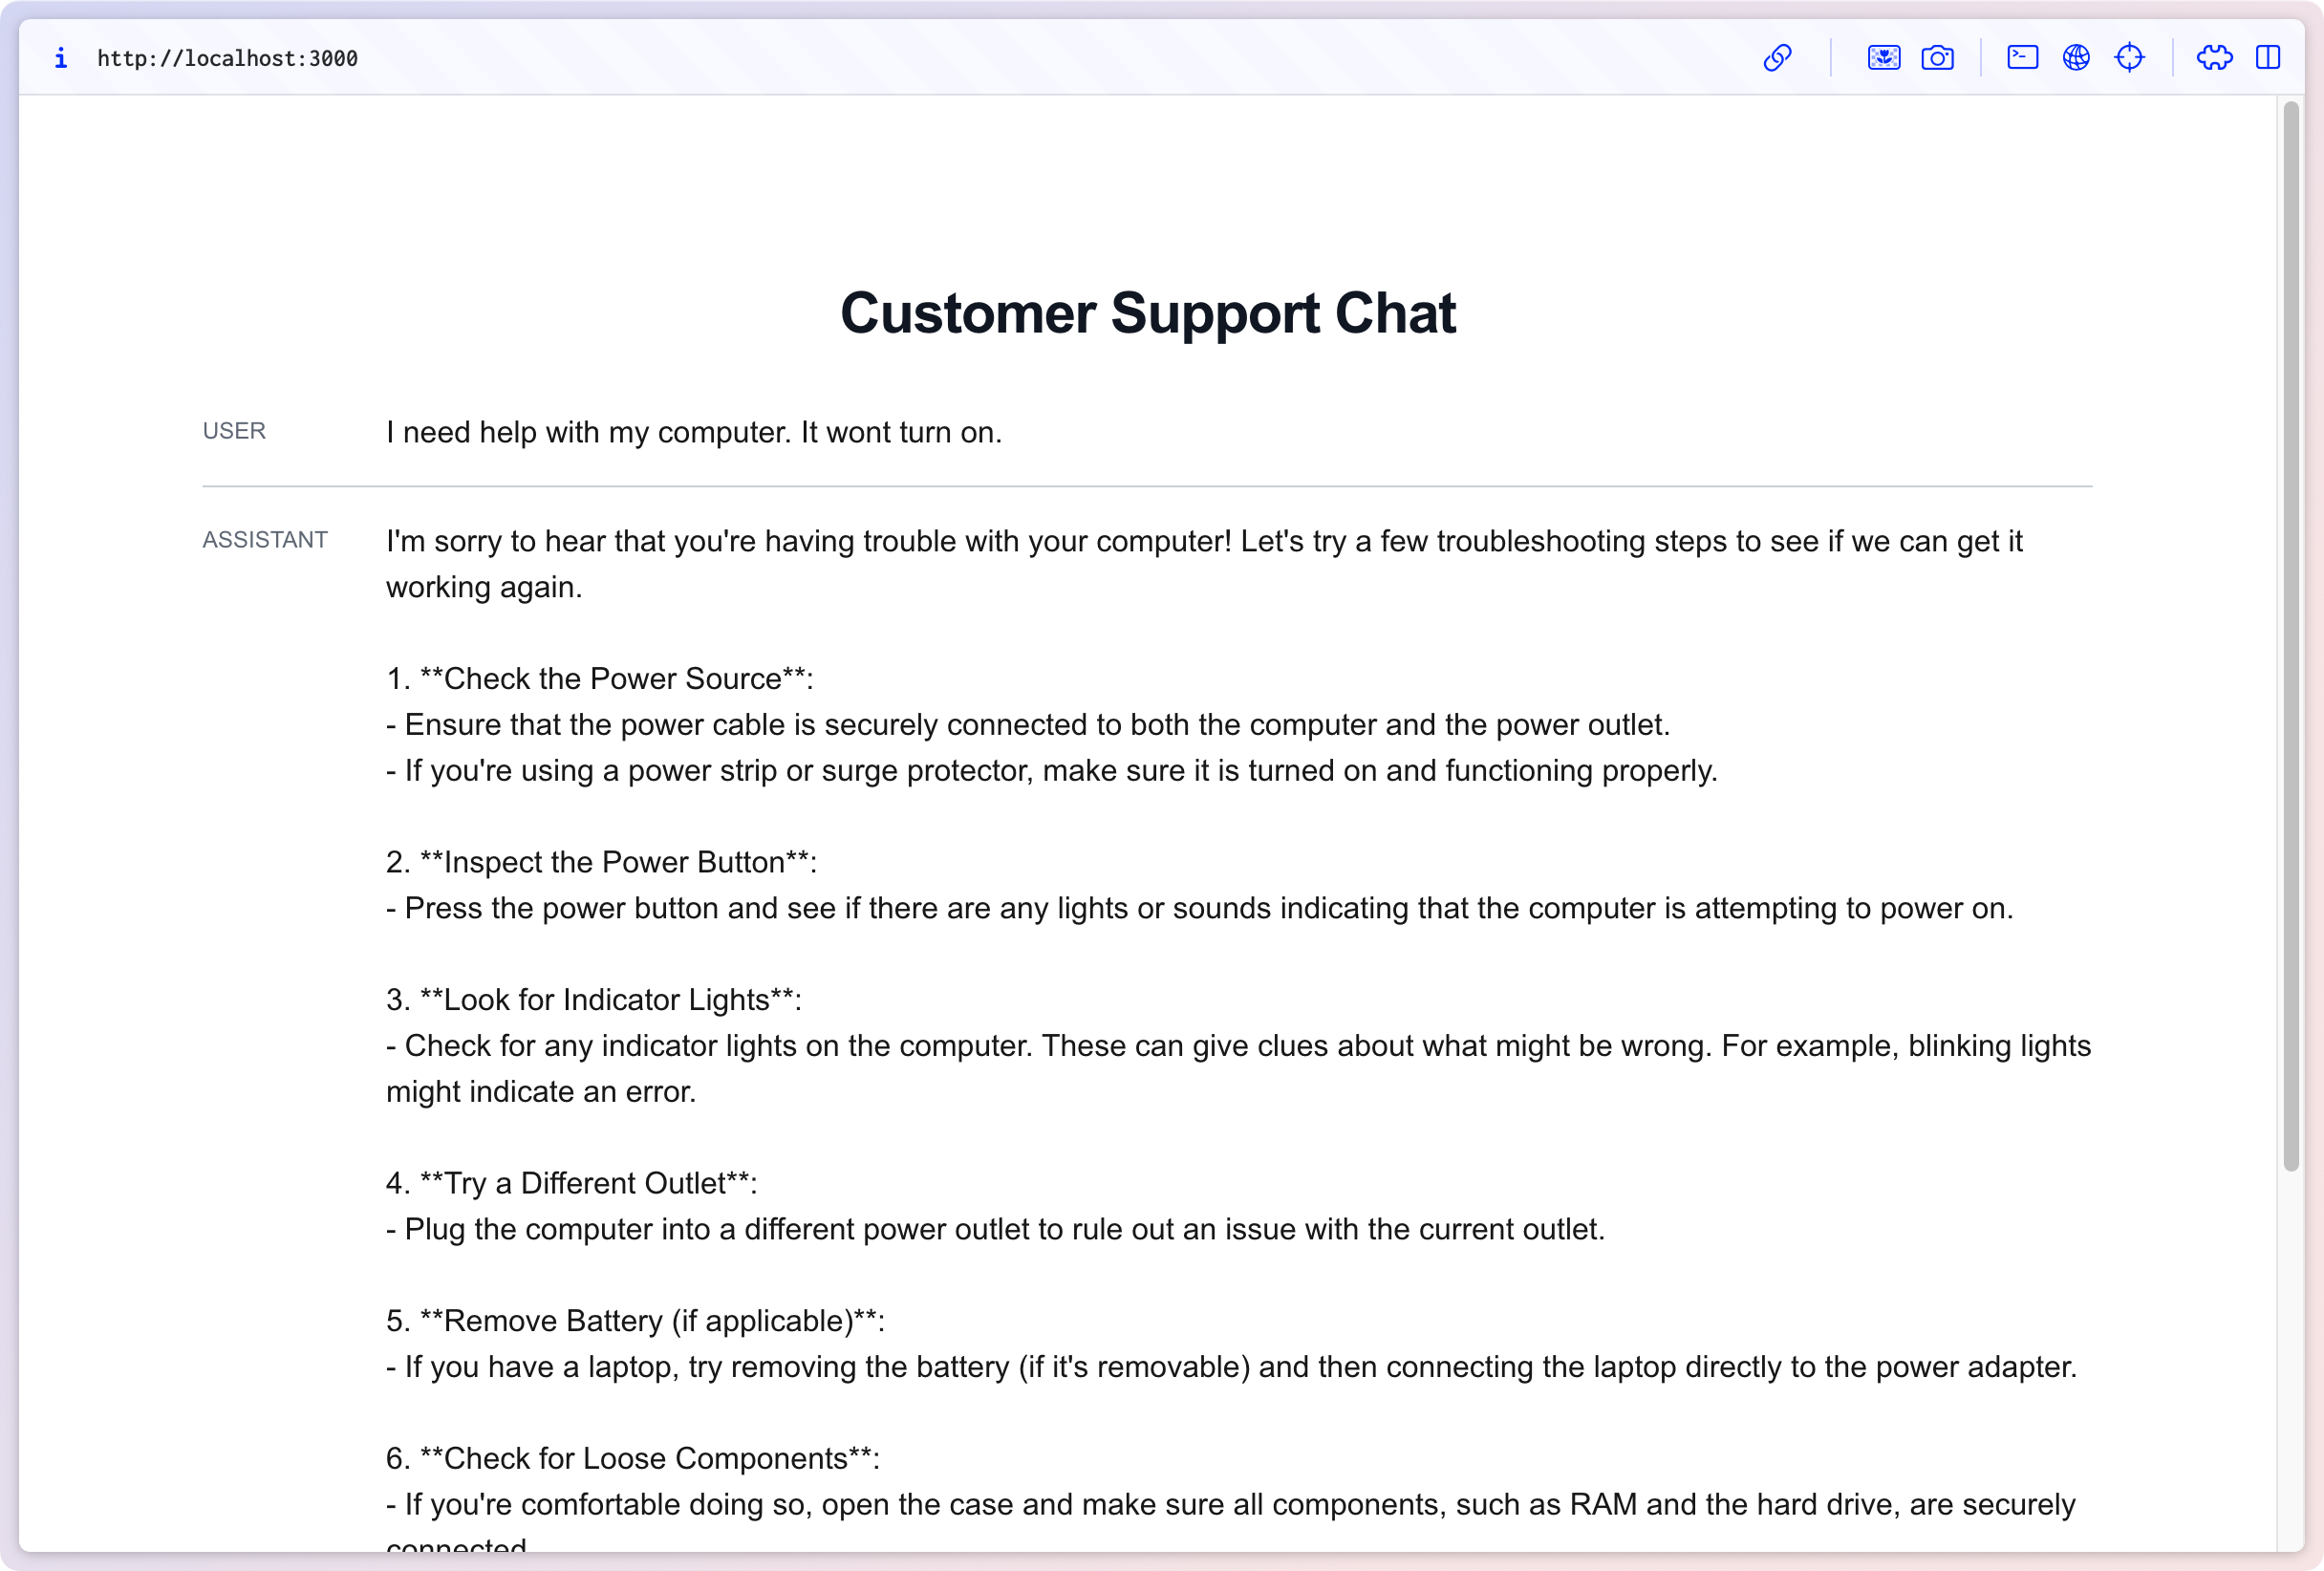 i http://localhost:3000
Customer Support Chat
USER
I need help with my computer. It wont turn on.
ASSISTANT
I'm sorry to hear that you're having trouble with your computer! Let's try a few troubleshooting steps to see if we can get it
working again.
1. **Check the Power Source**:
- Ensure that the power cable is securely connected to both the computer and the power outlet.
- If you're using a power strip or surge protector, make sure it is turned on and functioning properly.
2. **Inspect the Power Button**:
- Press the power button and see if there are any lights or sounds indicating that the computer is attempting to power on.
3. **Look for Indicator Lights**:
- Check for any indicator lights on the computer. These can give clues about what might be wrong. For example, blinking lights
might indicate an error.
4. **Try a Different Outlet**:
- Plug the computer into a different power outlet to rule out an issue with the current outlet.
5. **Remove Battery (if applicable)**:
- If you have a laptop, try removing the battery (if it's removable) and then connecting the laptop directly to the power adapter.
6. **Check for Loose Components**:
- If you're comfortable doing so, open the case and make sure all components, such as RAM and the hard drive, are securely
connected